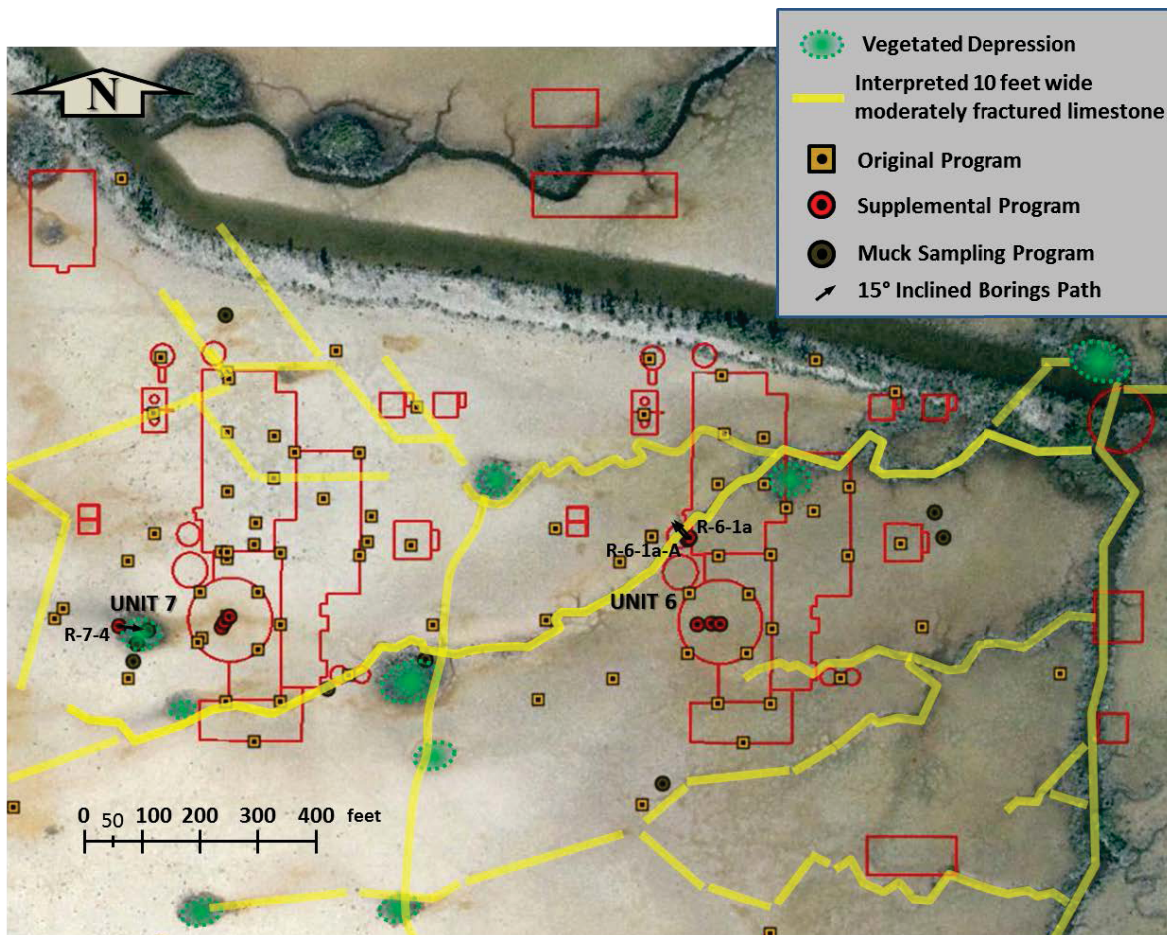 N
Vegetated Depression
Interpreted 10 feet wide
moderately fractured limestone
Original Program
Supplemental Program
Muck Sampling Program
15° Inclined Borings Path
R-6-1a
R-6-1a-A
UNIT 7
UNIT 6
R-7-4
0 50 100 200 300 400 feet